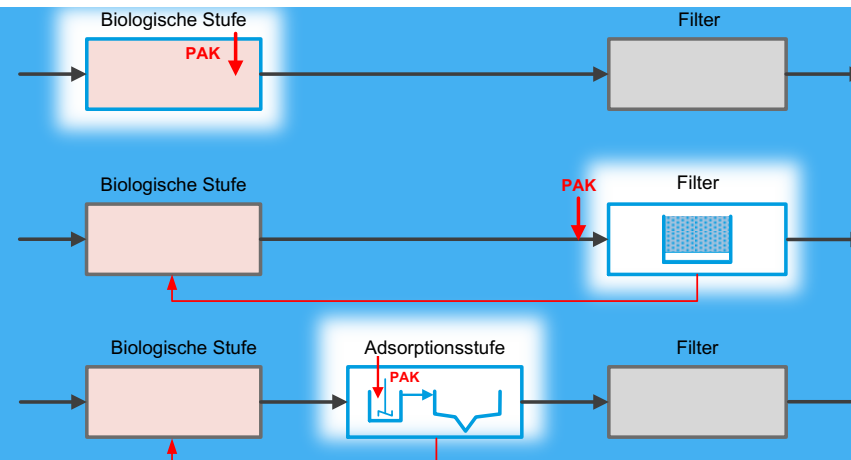 Biologische Stufe
Filter
PAK
Biologische Stufe
PAK
Filter
Biologische Stufe
Adsorptionsstufe
Filter
PAK